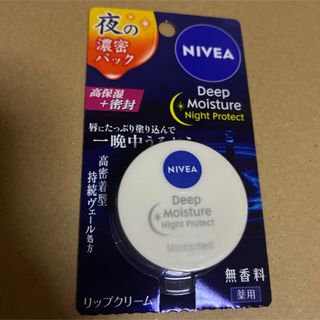 夜の
濃密
パック
NIVEA
高保湿
+密封
Deep
Moisture
Night Protect
唇にたっぷり塗り込んで
一晩中うるおう
高密着型
持続ヴェール処方
NIVEA
Deep
Moisture
Night Protect
Unscented
無香料
リップクリーム
薬用